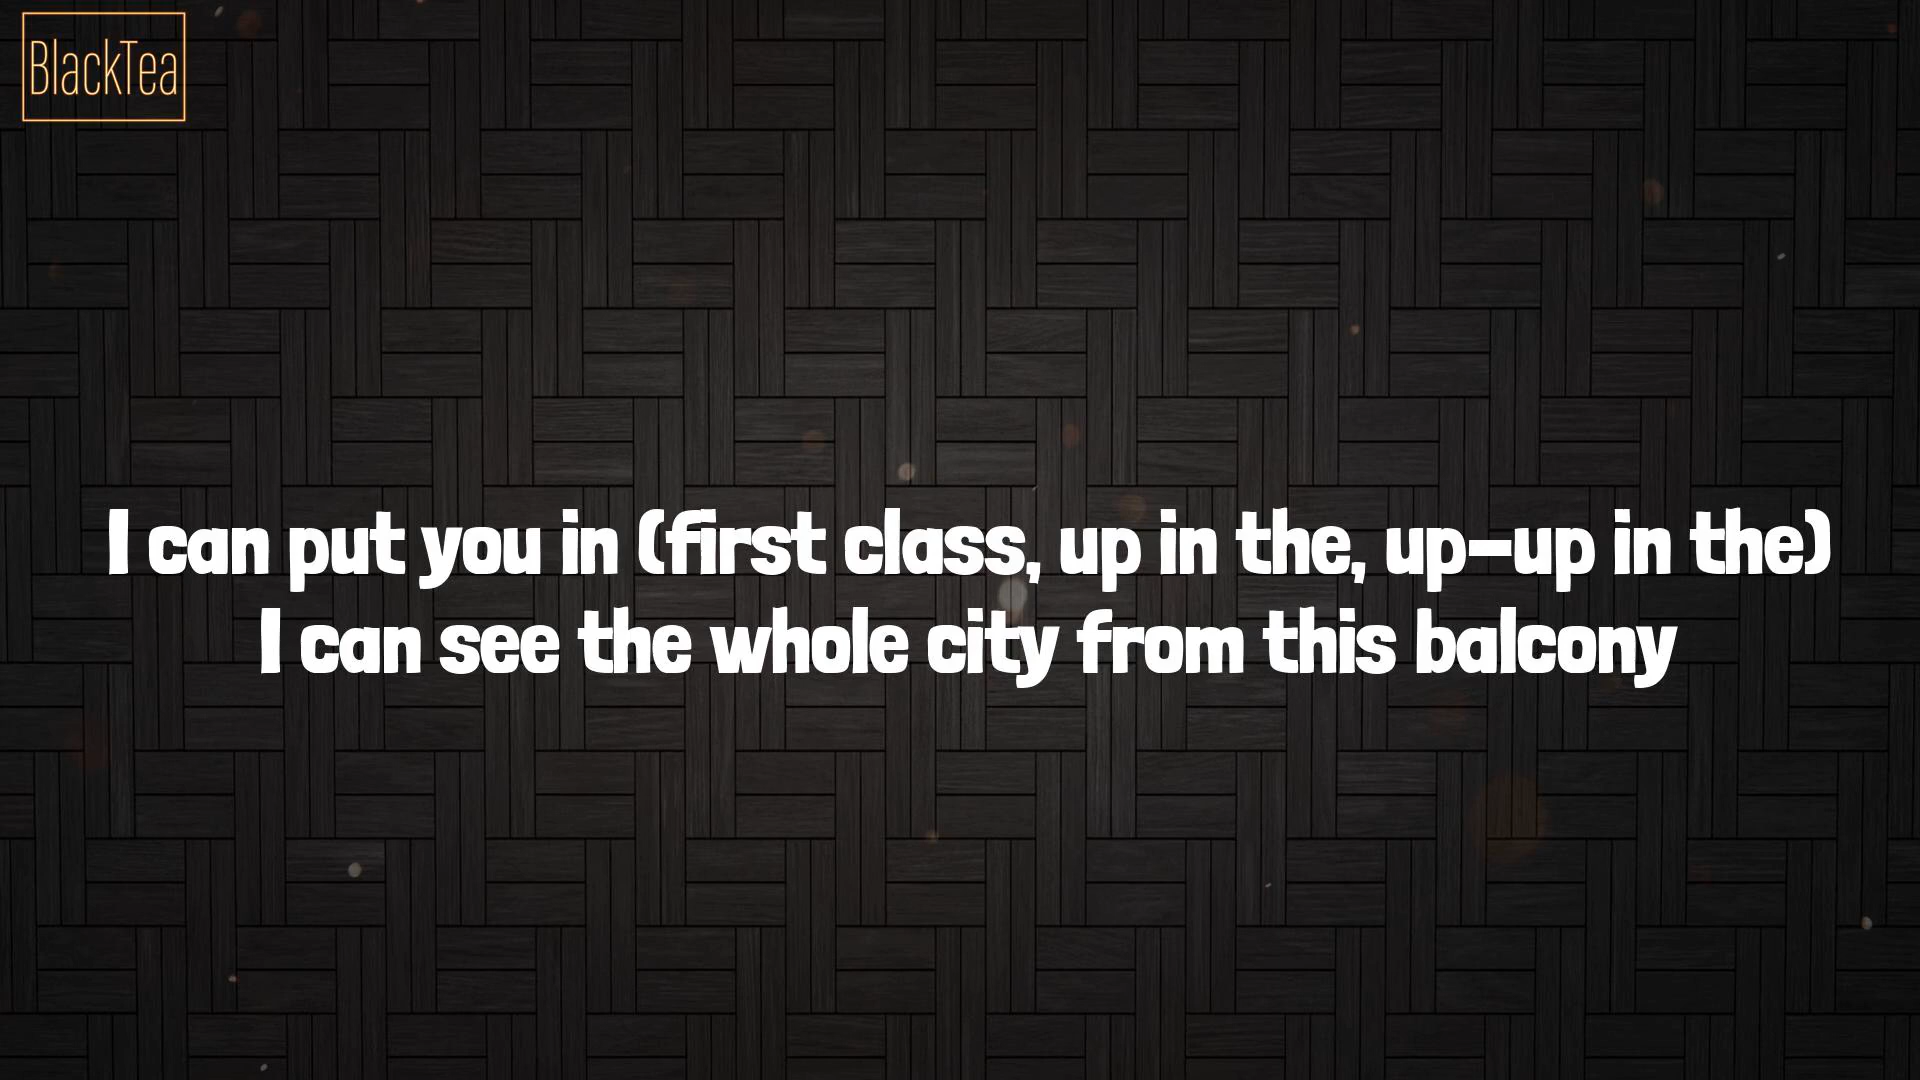 BlackTea
I can put you in (first class, up in the, up-up in the)
I can see the whole city from this balcony